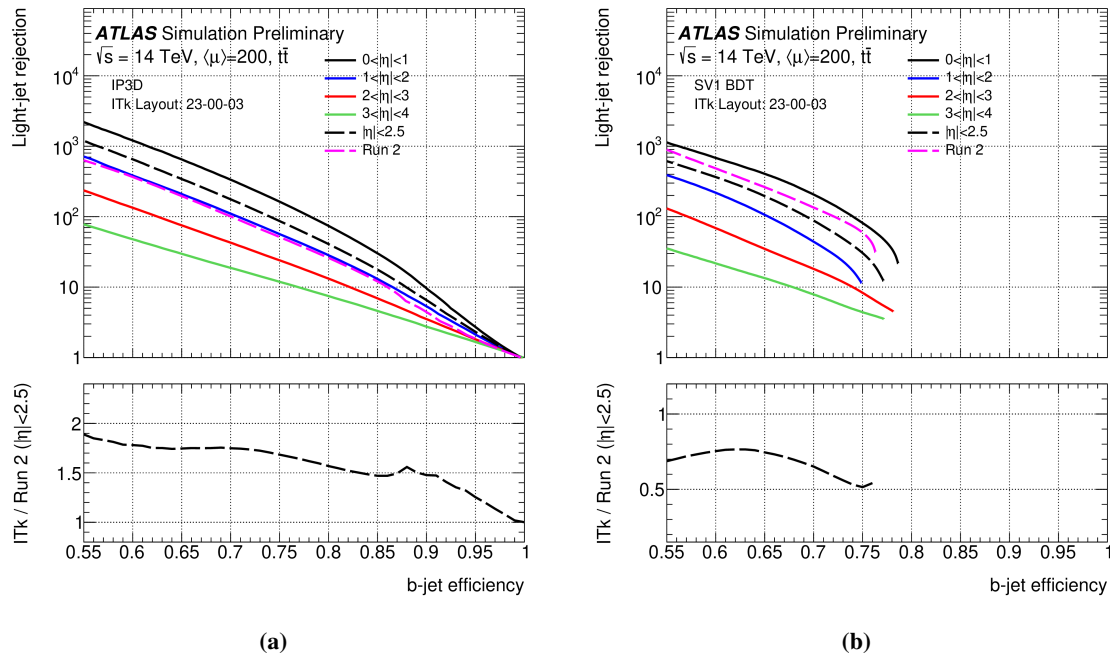 Light-jet rejection
ATLAS Simulation Preliminary
√s = 14 TeV, ⟨μ⟩=200, tt̄
IP3D
ITk Layout: 23-00-03
0<|η|<1
1<|η|<2
2<|η|<3
3<|η|<4
|η|<2.5
Run 2
10⁴
10³
10²
10
1
ITk / Run 2 (|η|<2.5)
2
1.5
1
0.55 0.6 0.65 0.7 0.75 0.8 0.85 0.9 0.95 1
b-jet efficiency
(a)
Light-jet rejection
ATLAS Simulation Preliminary
√s = 14 TeV, ⟨μ⟩=200, tt̄
SV1 BDT
ITk Layout: 23-00-03
0<|η|<1
1<|η|<2
2<|η|<3
3<|η|<4
|η|<2.5
Run 2
10⁴
10³
10²
10
1
ITk / Run 2 (|η|<2.5)
1
0.5
0.55 0.6 0.65 0.7 0.75 0.8 0.85 0.9 0.95 1
b-jet efficiency
(b)